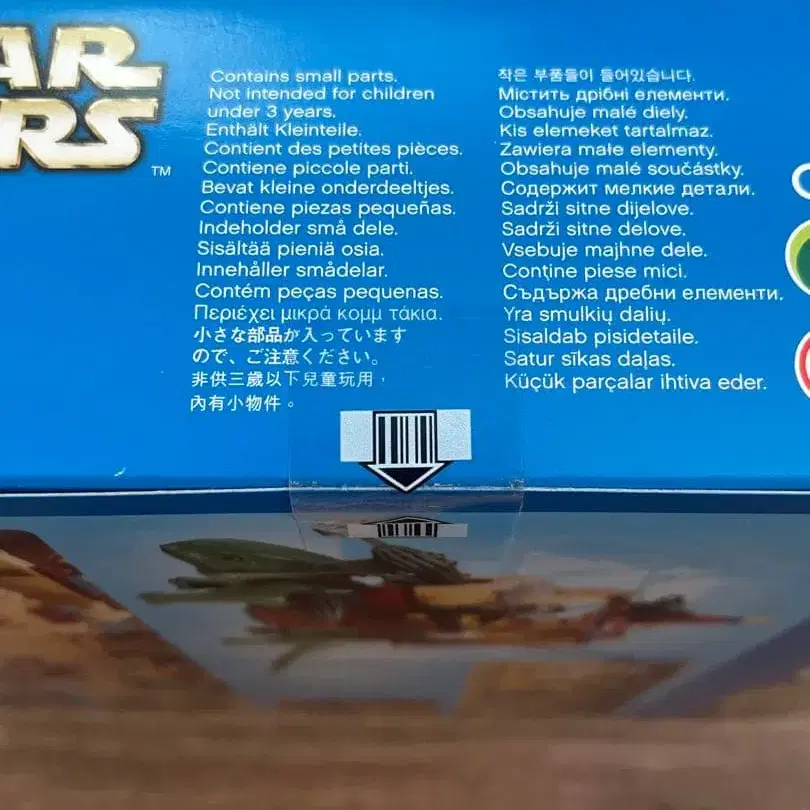 AR
RS
™
Contains small parts.
Not intended for children
under 3 years.
Enthält Kleinteile.
Contient des petites pièces.
Contiene piccole parti.
Bevat kleine onderdeeltjes.
Contiene piezas pequeñas.
Indeholder små dele.
Sisältää pieniä osia.
Innehåller smådelar.
Contém peças pequenas.
Περιέχει μικρά κομμ τάκια.
小さな部品が入っています
ので、ご注意ください。
非供三歲以下兒童玩用，
內有小物件。
작은 부품들이 들어있습니다.
Містить дрібні елементи.
Obsahuje malé diely.
Kis elemeket tartalmaz.
Zawiera małe elementy.
Obsahuje malé součástky.
Содержит мелкие детали.
Sadrži sitne dijelove.
Sadrži sitne delove.
Vsebuje majhne dele.
Conţine piese mici.
Съдържа дребни елементи.
Yra smulkių dalių.
Sisaldab pisidetaile.
Satur sīkas daļas.
Küçük parçalar ihtiva eder.